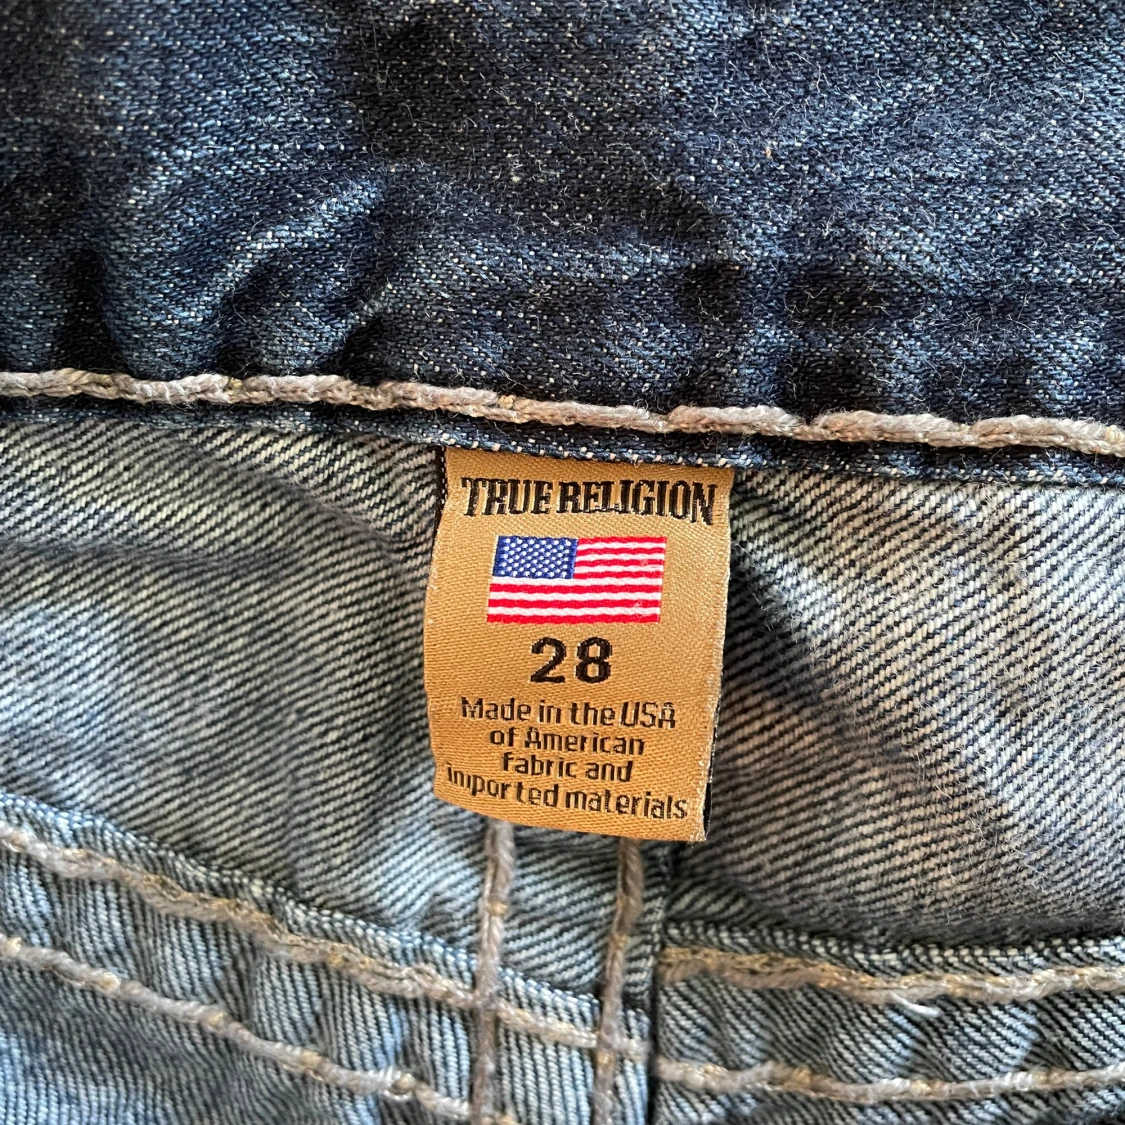 TRUE RELIGION
28
Made in the USA
of American
Fabric and
imported materials